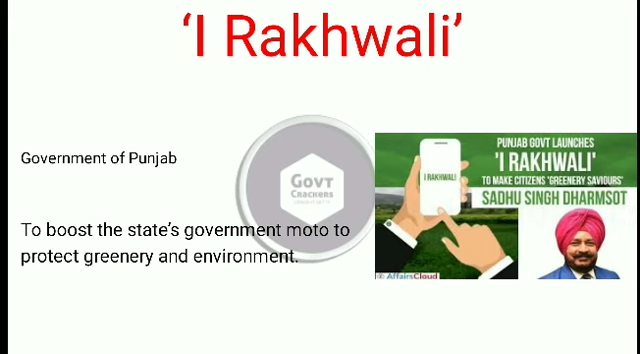 ‘I Rakhwali’
Government of Punjab
To boost the state’s government moto to
protect greenery and environment.
GOVT
CRACKERS
PUNJAB GOVT LAUNCHES
'I RAKHWALI'
TO MAKE CITIZENS 'GREENERY SAVIOURS'
SADHU SINGH DHARMSOT
I RAKHWALI
AffairsCloud